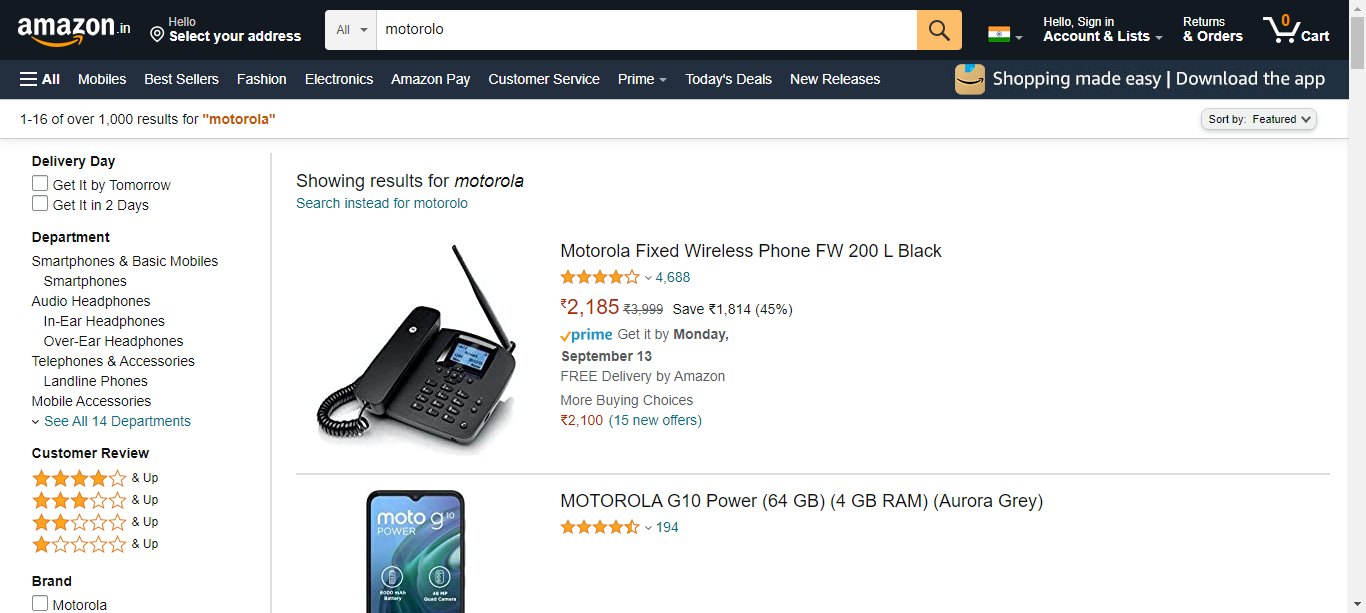 amazon.in
Hello
Select your address
All
motorolo
Hello, Sign in
Account & Lists
Returns
& Orders
0
Cart
All Mobiles Best Sellers Fashion Electronics Amazon Pay Customer Service Prime Today's Deals New Releases
Shopping made easy | Download the app
1-16 of over 1,000 results for "motorola"
Sort by: Featured
Delivery Day
Get It by Tomorrow
Get It in 2 Days
Department
Smartphones & Basic Mobiles
Smartphones
Audio Headphones
In-Ear Headphones
Over-Ear Headphones
Telephones & Accessories
Landline Phones
Mobile Accessories
See All 14 Departments
Customer Review
& Up
& Up
& Up
& Up
Brand
Motorola
Showing results for motorola
Search instead for motorolo
Motorola Fixed Wireless Phone FW 200 L Black
4,688
₹2,185 ₹3,999 Save ₹1,814 (45%)
prime Get it by Monday,
September 13
FREE Delivery by Amazon
More Buying Choices
₹2,100 (15 new offers)
moto g10
POWER
6000 mAh
Battery
48 MP
Quad Camera
MOTOROLA G10 Power (64 GB) (4 GB RAM) (Aurora Grey)
194